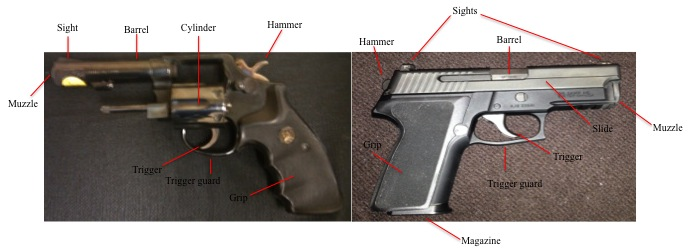 Sight
Barrel
Cylinder
Hammer
Muzzle
Trigger
Trigger guard
Grip
Sights
Hammer
Barrel
Slide
Muzzle
Grip
Trigger
Trigger guard
Magazine